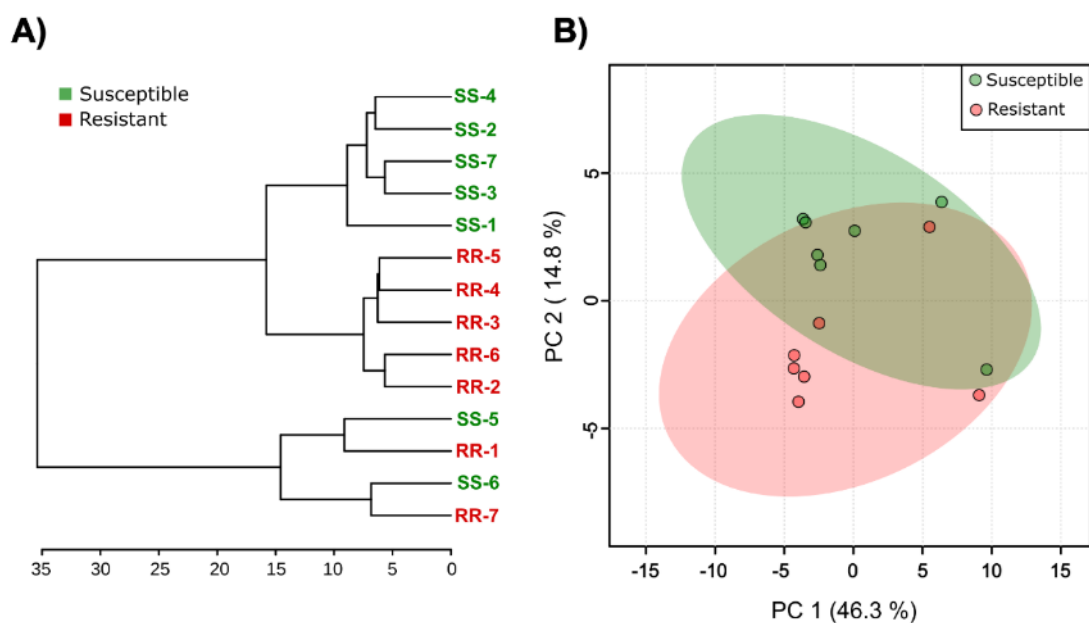 A)
Susceptible
Resistant
SS-4
SS-2
SS-7
SS-3
SS-1
RR-5
RR-4
RR-3
RR-6
RR-2
SS-5
RR-1
SS-6
RR-7
35 30 25 20 15 10 5 0
B)
Susceptible
Resistant
5
0
-5
PC 2 ( 14.8 %)
-15 -10 -5 0 5 10 15
PC 1 (46.3 %)